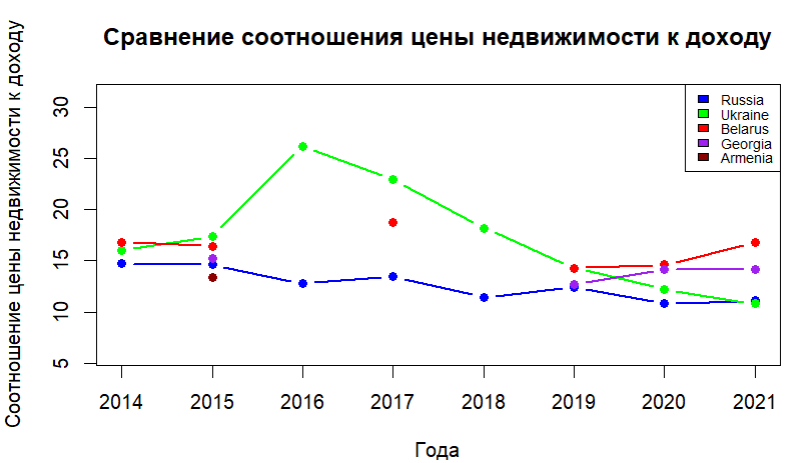 Сравнение соотношения цены недвижимости к доходу
Соотношение цены недвижимости к доходу
30
25
20
15
10
5
Russia
Ukraine
Belarus
Georgia
Armenia
2014 2015 2016 2017 2018 2019 2020 2021
Года